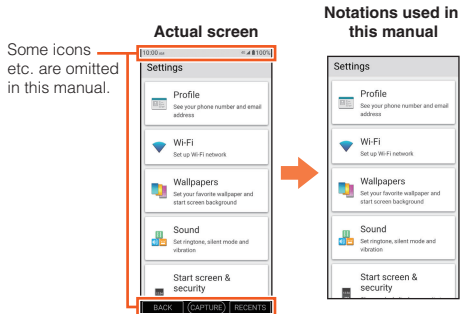 Actual screen
Notations used in
this manual
Some icons
etc. are omitted
in this manual.
10:00 AM
100%
Settings
Profile
See your phone number and email
address
Wi-Fi
Set up Wi-Fi network
Wallpapers
Set your favorite wallpaper and
start screen background
Sound
Set ringtone, silent mode and
vibration
Start screen &
security
BACK (CAPTURE) RECENTS
Settings
Profile
See your phone number and email
address
Wi-Fi
Set up Wi-Fi network
Wallpapers
Set your favorite wallpaper and
start screen background
Sound
Set ringtone, silent mode and
vibration
Start screen &
security